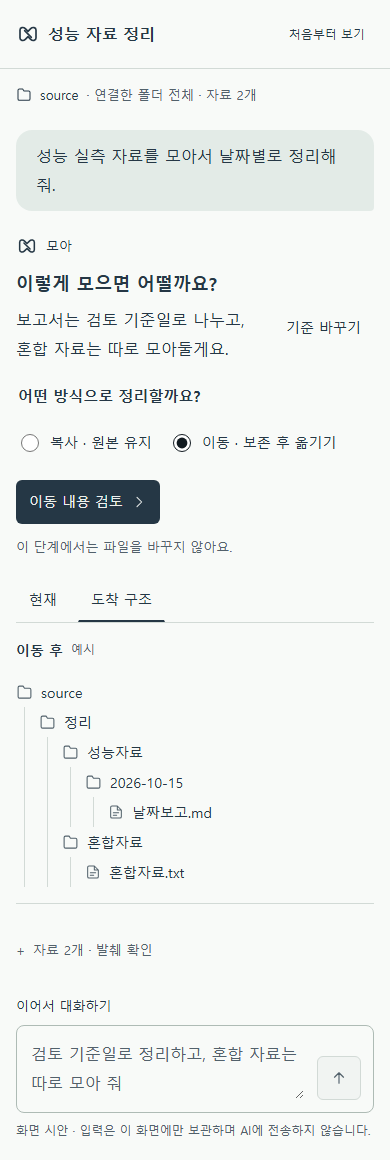 성능 자료 정리
처음부터 보기
source · 연결한 폴더 전체 · 자료 2개
성능 실측 자료를 모아서 날짜별로 정리해
줘.
모아
이렇게 모으면 어떨까요?
보고서는 검토 기준일로 나누고,
혼합 자료는 따로 모아둘게요.
기준 바꾸기
어떤 방식으로 정리할까요?
복사 · 원본 유지
이동 · 보존 후 옮기기
이동 내용 검토
이 단계에서는 파일을 바꾸지 않아요.
현재
도착 구조
이동 후 예시
source
정리
성능자료
2026-10-15
날짜보고.md
혼합자료
혼합자료.txt
+ 자료 2개 · 발췌 확인
이어서 대화하기
검토 기준일로 정리하고, 혼합 자료는
따로 모아 줘
화면 시안 · 입력은 이 화면에만 보관하며 AI에 전송하지 않습니다.